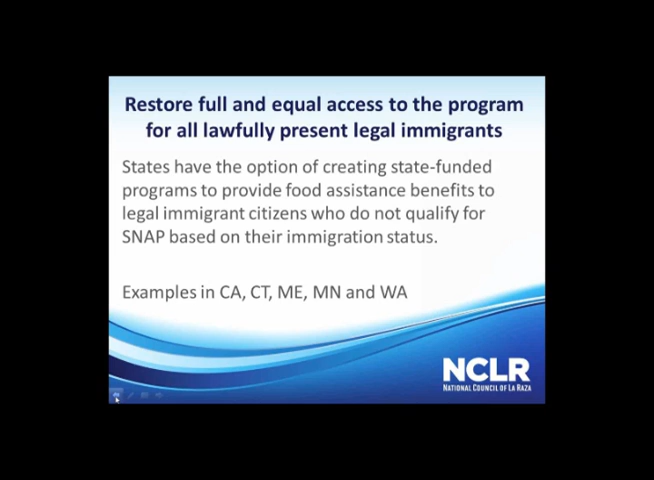 Restore full and equal access to the program
for all lawfully present legal immigrants
States have the option of creating state-funded
programs to provide food assistance benefits to
legal immigrant citizens who do not qualify for
SNAP based on their immigration status.
Examples in CA, CT, ME, MN and WA
NCLR
NATIONAL COUNCIL OF LA RAZA